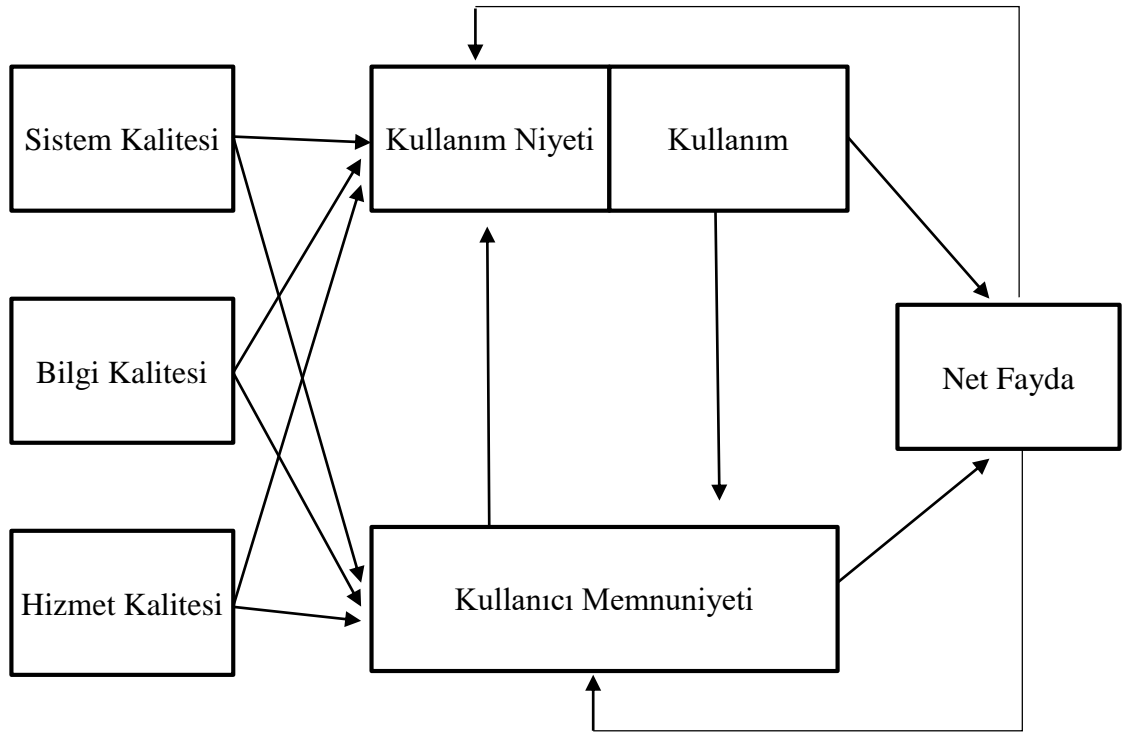 Sistem Kalitesi
Kullanım Niyeti
Kullanım
Bilgi Kalitesi
Net Fayda
Hizmet Kalitesi
Kullanıcı Memnuniyeti